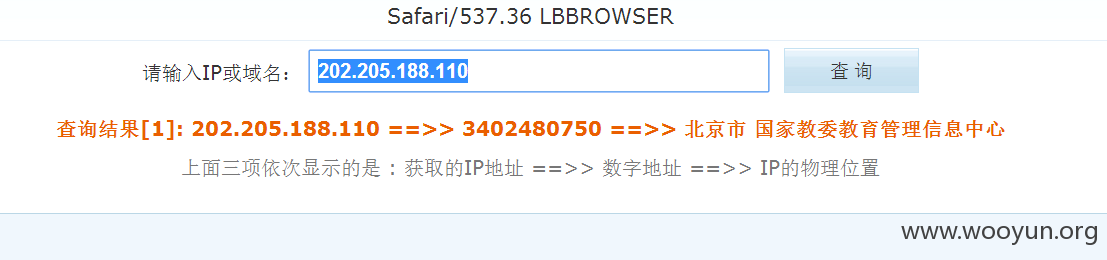 Safari/537.36 LBBROWSER
请输入IP或域名： 202.205.188.110 查 询
查询结果[1]: 202.205.188.110 ==>> 3402480750 ==>> 北京市 国家教委教育管理信息中心
上面三项依次显示的是：获取的IP地址 ==>> 数字地址 ==>> IP的物理位置
www.wooyun.org